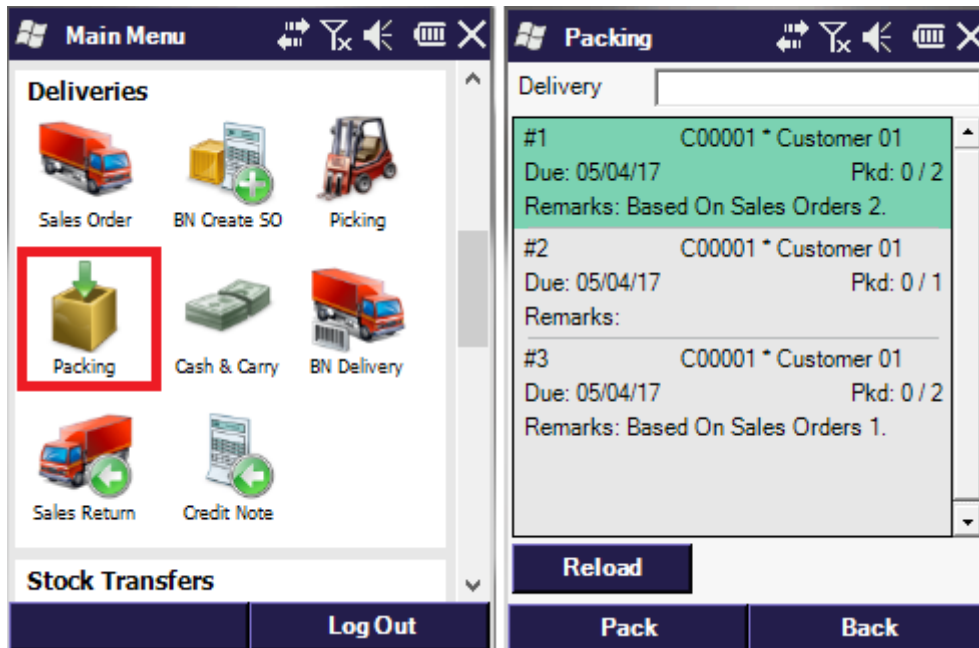 Main Menu
Deliveries
Sales Order
BN Create SO
Picking
Packing
Cash & Carry
BN Delivery
Sales Return
Credit Note
Stock Transfers
Log Out
Packing
Delivery
#1 C00001 * Customer 01
Due: 05/04/17 Pkd: 0 / 2
Remarks: Based On Sales Orders 2.
#2 C00001 * Customer 01
Due: 05/04/17 Pkd: 0 / 1
Remarks:
#3 C00001 * Customer 01
Due: 05/04/17 Pkd: 0 / 2
Remarks: Based On Sales Orders 1.
Reload
Pack Back